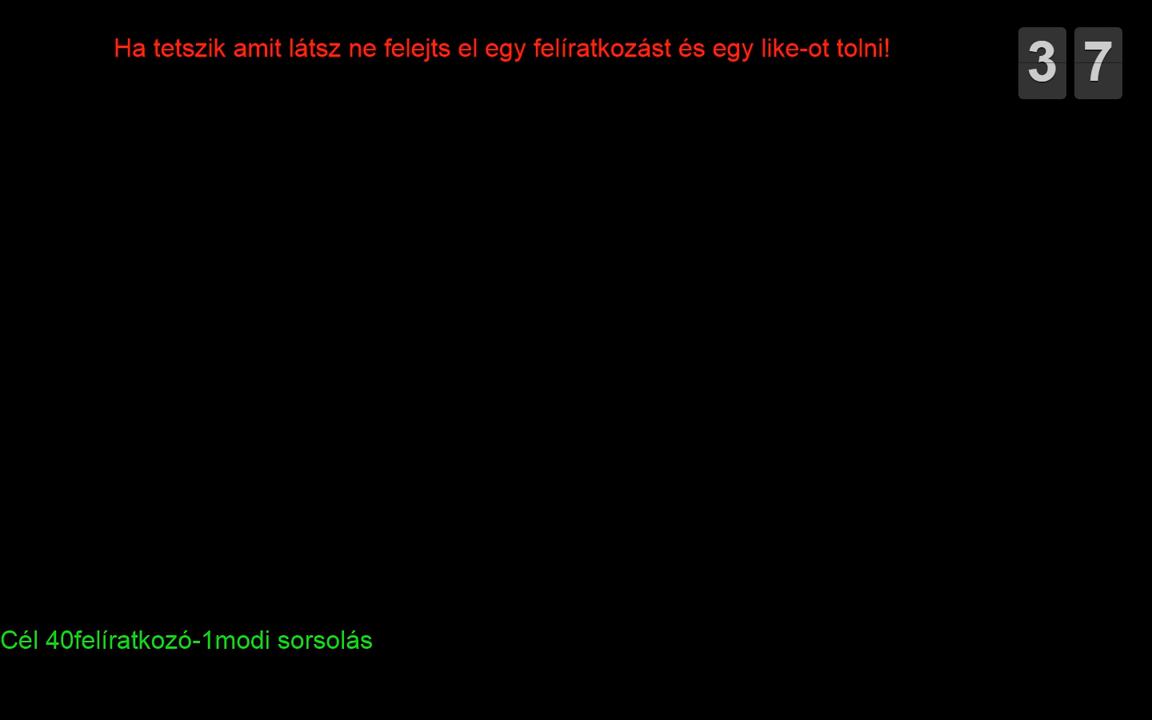 Ha tetszik amit látsz ne felejts el egy felíratkozást és egy like-ot tolni!
37
Cél 40felíratkozó-1modi sorsolás